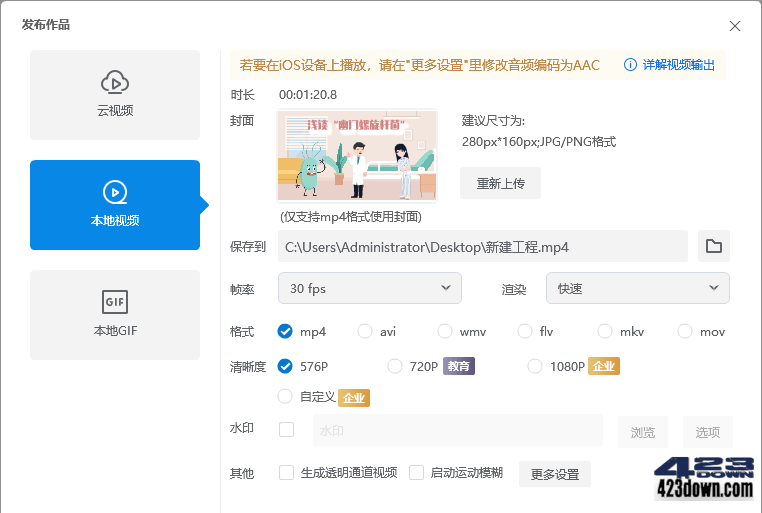 发布作品
云视频
本地视频
GIF
本地GIF
若要在iOS设备上播放，请在"更多设置"里修改音频编码为AAC 详解视频输出
时长 00:01:20.8
封面
浅谈"幽门螺旋杆菌"
建议尺寸为:
280px*160px;JPG/PNG格式
重新上传
(仅支持mp4格式使用封面)
保存到 C:\Users\Administrator\Desktop\新建工程.mp4
帧率 30 fps 渲染 快速
格式 mp4 avi wmv flv mkv mov
清晰度 576P 720P 教育 1080P 企业
自定义 企业
水印 水印 浏览 选项
其他 生成透明通道视频 启动运动模糊 更多设置
423DOWN
423down.com